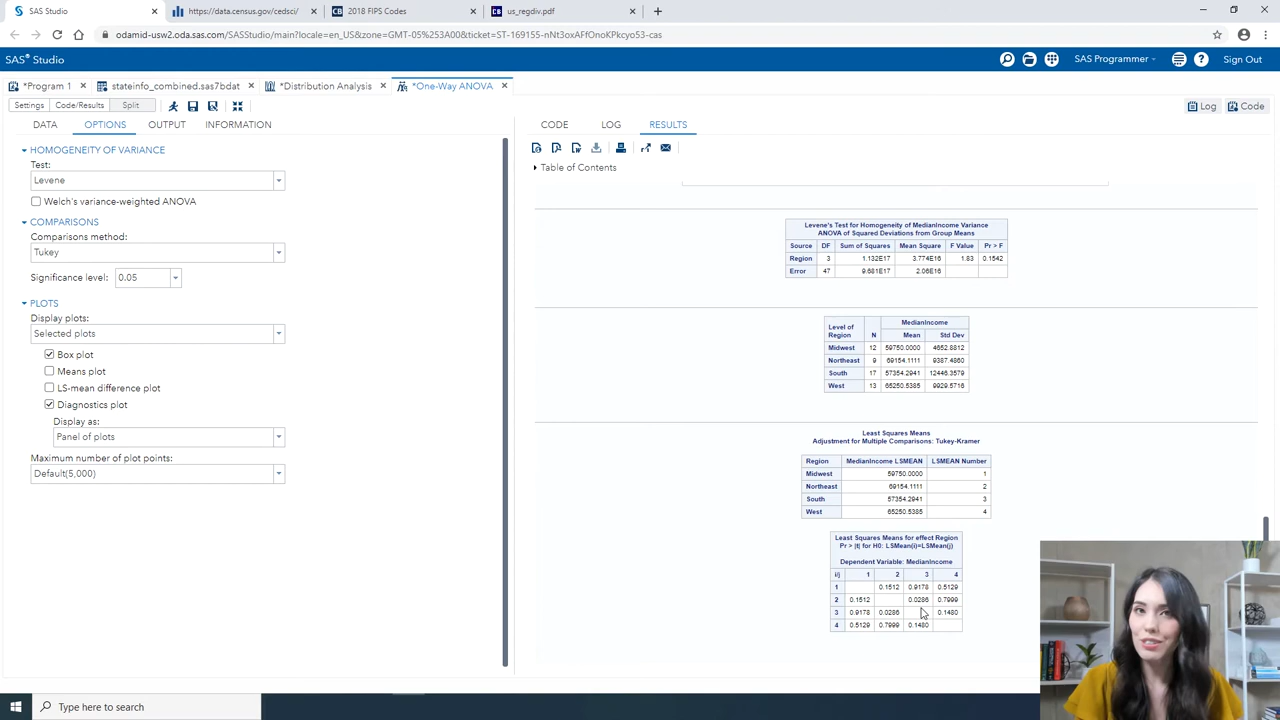 SAS Studio
https://data.census.gov/cedsci/
2018 FIPS Codes
us_regdiv.pdf
odamid-usw2.oda.sas.com/SASStudio/main?locale=en_US&zone=GMT-05%253A00&ticket=ST-169155-nNt3oxAFfOnoKPkcyo53-cas
SAS® Studio
SAS Programmer
Sign Out
*Program 1
stateinfo_combined.sas7bdat
*Distribution Analysis
*One-Way ANOVA
Settings
Code/Results
Split
Log
Code
DATA
OPTIONS
OUTPUT
INFORMATION
HOMOGENEITY OF VARIANCE
Test:
Levene
Welch's variance-weighted ANOVA
COMPARISONS
Comparisons method:
Tukey
Significance level:
0.05
PLOTS
Display plots:
Selected plots
Box plot
Means plot
LS-mean difference plot
Diagnostics plot
Display as:
Panel of plots
Maximum number of plot points:
Default(5,000)
CODE
LOG
RESULTS
Table of Contents
Levene's Test for Homogeneity of MedianIncome Variance
ANOVA of Squared Deviations from Group Means
Source DF Sum of Squares Mean Square F Value Pr > F
Region 3 1.132E17 3.774E16 1.83 0.1542
Error 47 9.681E17 2.06E16
Level of Region N MedianIncome
Mean Std Dev
Midwest 12 59750.0000 4652.8812
Northeast 9 69154.1111 9387.4860
South 17 57354.2941 12446.3579
West 13 65250.5385 9929.5716
Least Squares Means
Adjustment for Multiple Comparisons: Tukey-Kramer
Region MedianIncome LSMEAN LSMEAN Number
Midwest 59750.0000 1
Northeast 69154.1111 2
South 57354.2941 3
West 65250.5385 4
Least Squares Means for effect Region
Pr > |t| for H0: LSMean(i)=LSMean(j)
Dependent Variable: MedianIncome
i/j 1 2 3 4
1 0.1512 0.9178 0.5129
2 0.1512 0.0286 0.7999
3 0.9178 0.0286 0.1480
4 0.5129 0.7999 0.1480
Type here to search